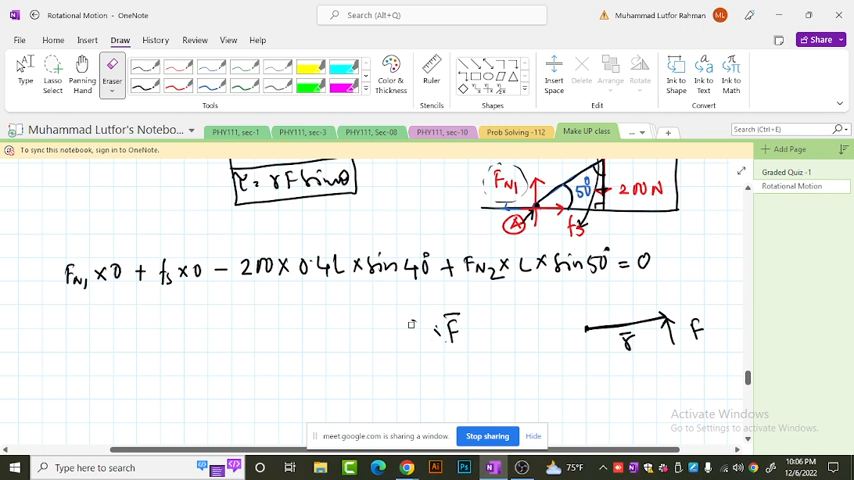 Rotational Motion - OneNote
Search (Alt+Q)
Muhammad Lutfor Rahman
ML
File Home Insert Draw History Review View Help
Share
Type
Lasso Select
Panning Hand
Eraser
Color & thickness
Ruler
Insert Space
Delete
Arrange
Rotate
Ink to Shape
Ink to Text
Ink to Math
Tools
Stencils
Shapes
Edit
Convert
Muhammad Lutfor's Notebo...
PHY111, sec-1
PHY111, sec-3
PHY111, Sec-08
PHY111, sec-10
Prob Solving -112
Make UP class
Search (Ctrl+E)
To sync this notebook, sign in to OneNote
Add Page
Graded Quiz -1
Rotational Motion
τ = rFSinθ
FN1
50°
200N
A
fs
FN1 × 0 + fs × 0 - 200 × 0.4L × sin 40° + FN2 × L × sin 50° = 0
F̄
r̄
F
Activate Windows
Go to Settings to activate Windows.
meet.google.com is sharing a window.
Stop sharing
Hide
Type here to search
75°F
10:06 PM
12/6/2022